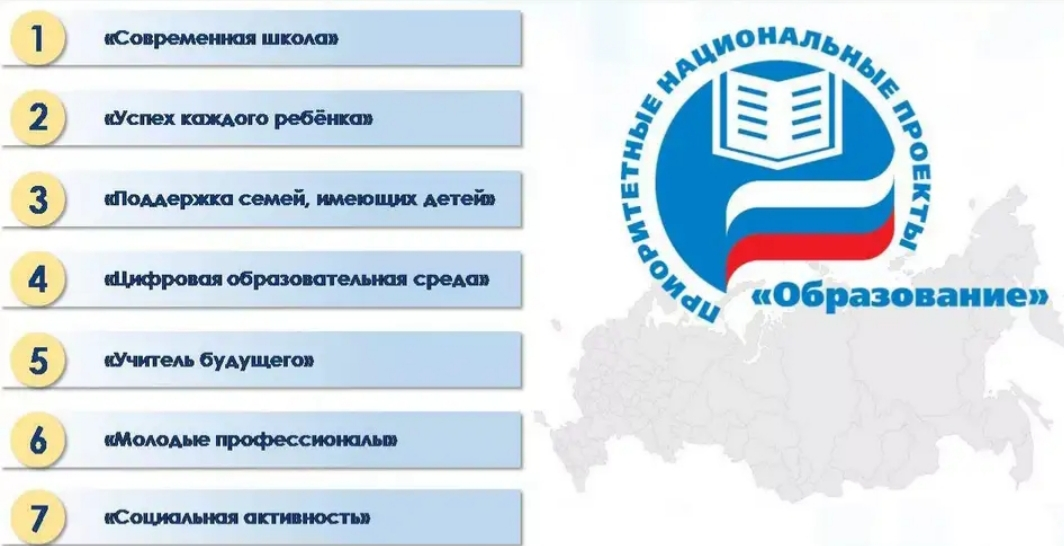 1 «Современная школа»
2 «Успех каждого ребёнка»
3 «Поддержка семей, имеющих детей»
4 «Цифровая образовательная среда»
5 «Учитель будущего»
6 «Молодые профессионалы»
7 «Социальная активность»
ПРИОРИТЕТНЫЕ НАЦИОНАЛЬНЫЕ ПРОЕКТЫ
«Образование»